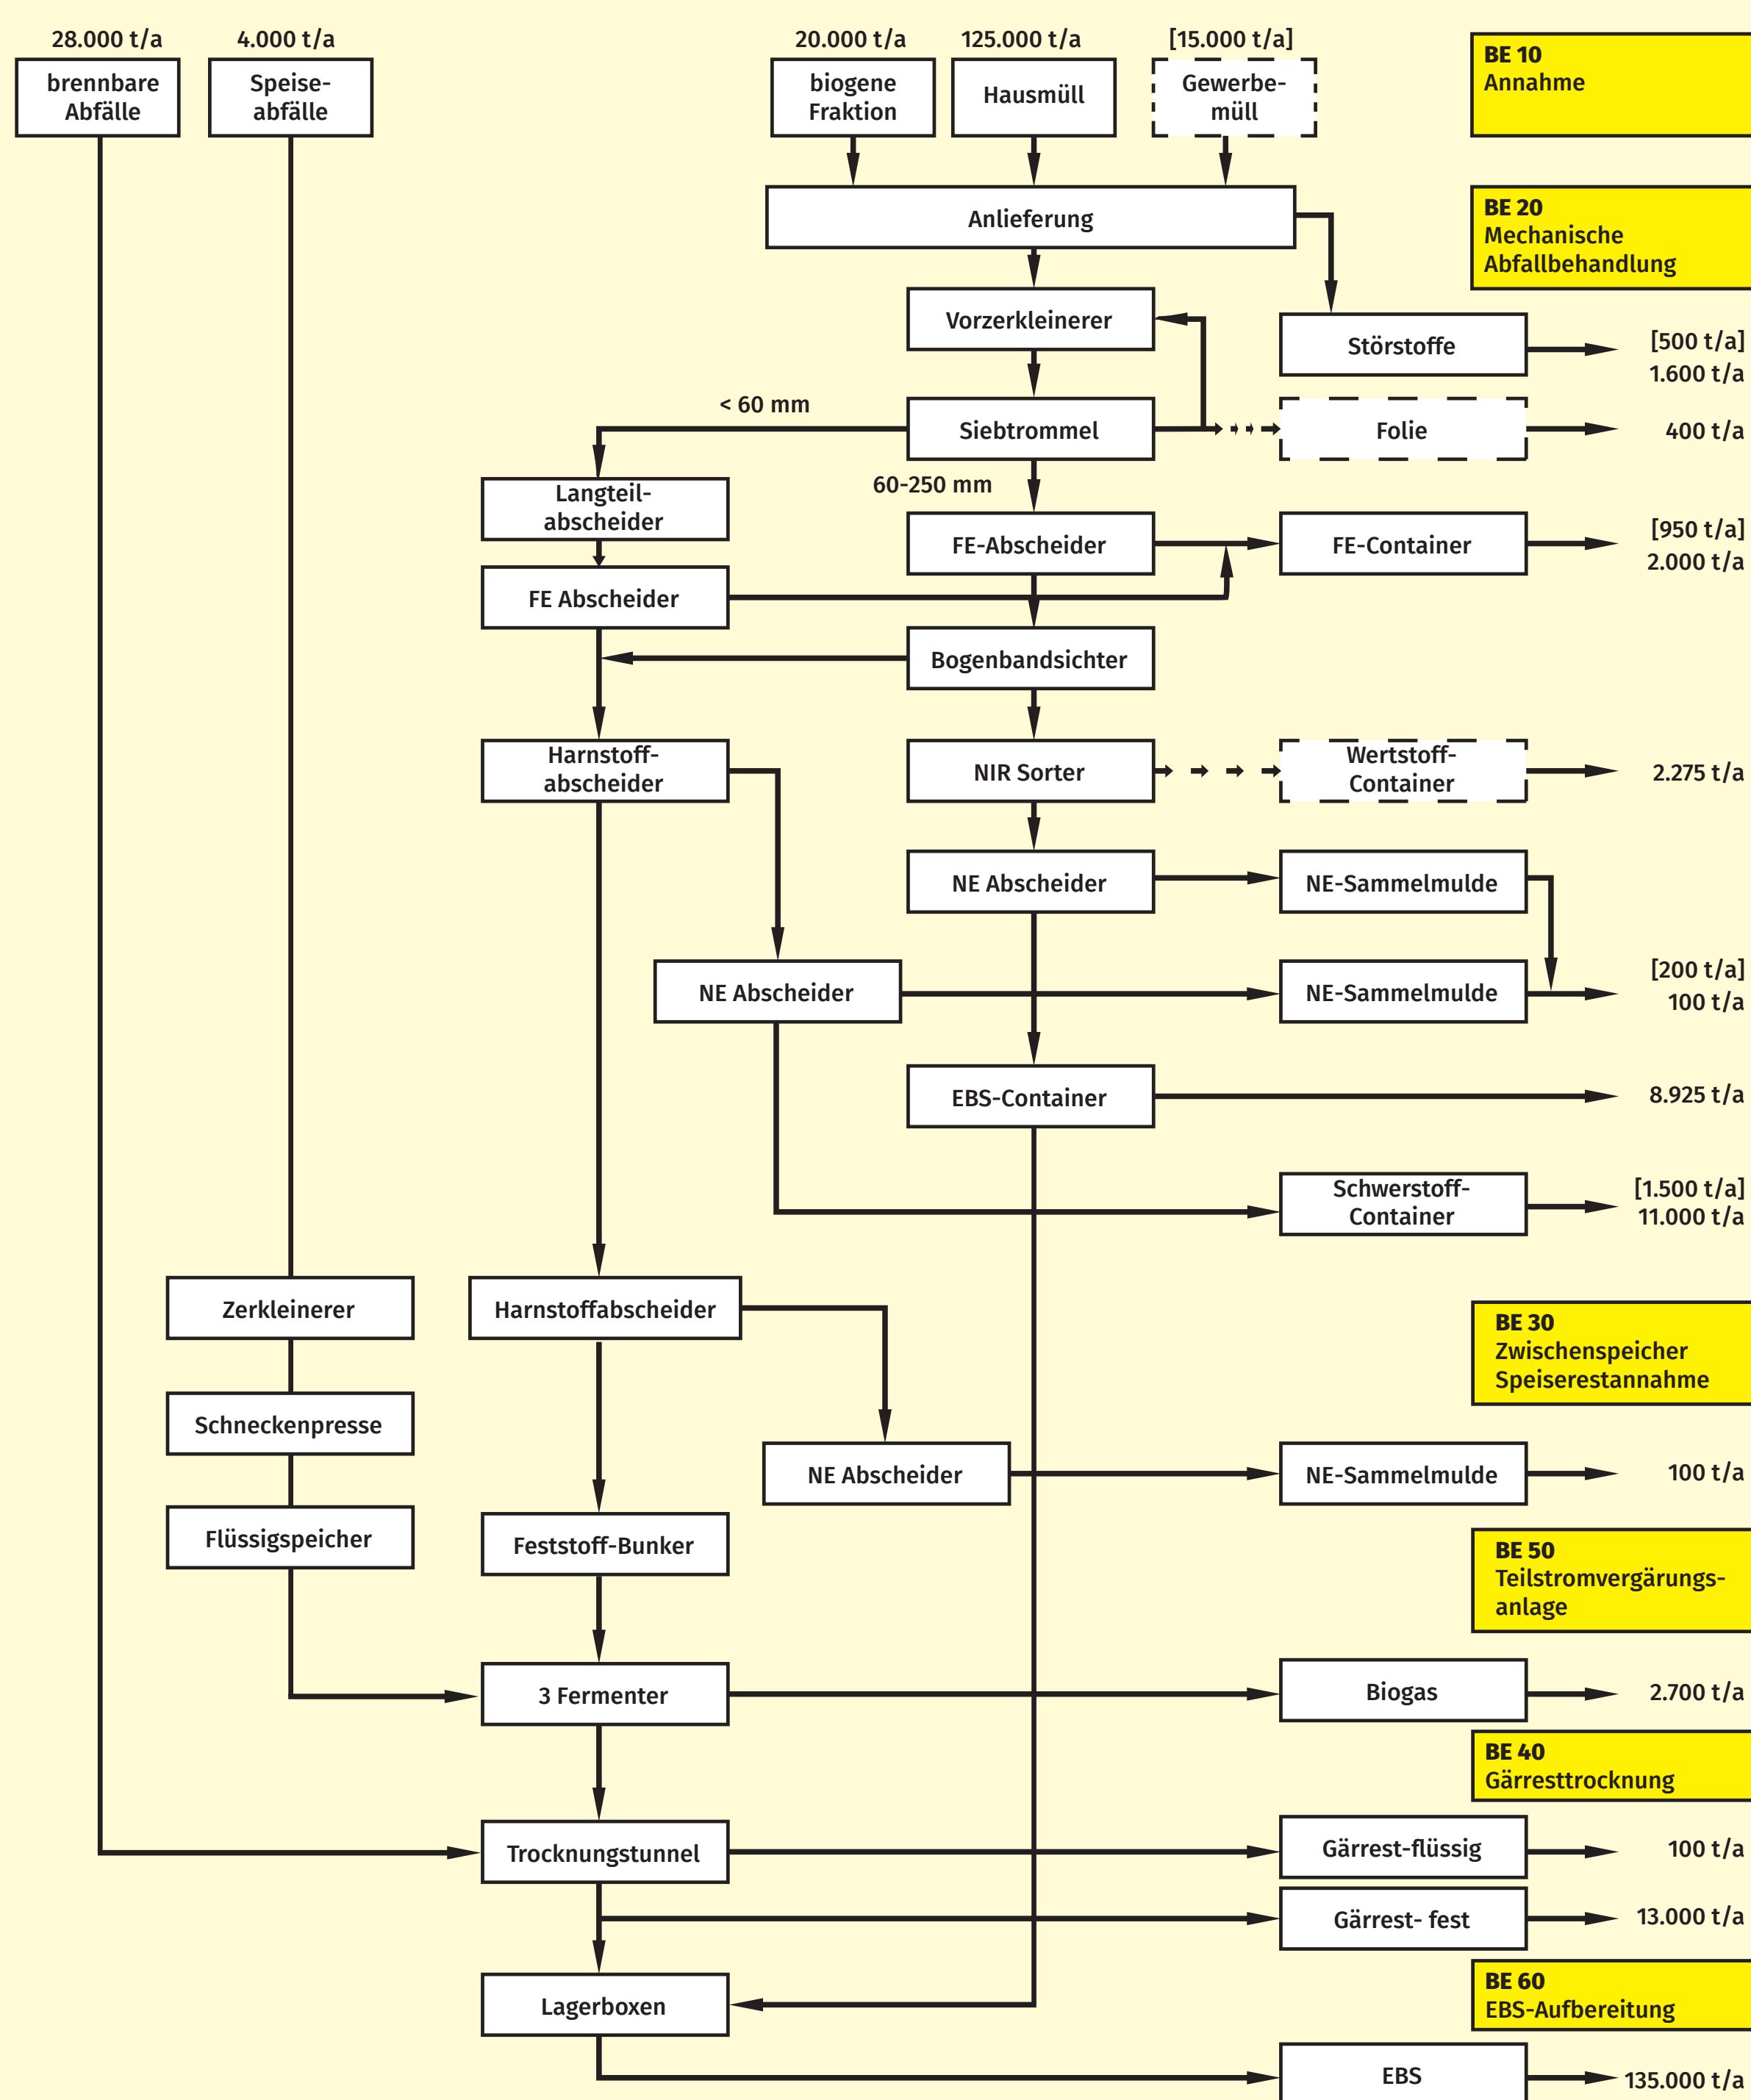 28.000 t/a
4.000 t/a
20.000 t/a
125.000 t/a
[15.000 t/a]
brennbare
Abfälle
Speise-
abfälle
biogene
Fraktion
Hausmüll
Gewerbe-
müll
BE 10
Annahme
Anlieferung
BE 20
Mechanische
Abfallbehandlung
Vorzerkleinerer
Störstoffe
[500 t/a]
1.600 t/a
< 60 mm
Siebtrommel
Folie
400 t/a
60-250 mm
Langteil-
abscheider
FE-Abscheider
FE-Container
[950 t/a]
2.000 t/a
FE Abscheider
Bogenbandsichter
Harnstoff-
abscheider
NIR Sorter
Wertstoff-
Container
2.275 t/a
NE Abscheider
NE-Sammelmulde
NE Abscheider
NE-Sammelmulde
[200 t/a]
100 t/a
EBS-Container
8.925 t/a
Schwerstoff-
Container
[1.500 t/a]
11.000 t/a
Zerkleinerer
Harnstoffabscheider
BE 30
Zwischenspeicher
Speiserestannahme
Schneckenpresse
NE Abscheider
NE-Sammelmulde
100 t/a
Flüssigspeicher
Feststoff-Bunker
BE 50
Teilstromvergärungs-
anlage
3 Fermenter
Biogas
2.700 t/a
BE 40
Gärresttrocknung
Trocknungstunnel
Gärrest-flüssig
100 t/a
Gärrest- fest
13.000 t/a
Lagerboxen
BE 60
EBS-Aufbereitung
EBS
135.000 t/a